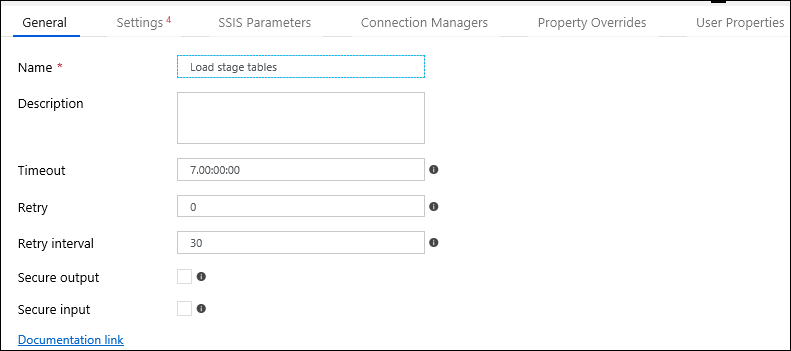 General Settings 4 SSIS Parameters Connection Managers Property Overrides User Properties
Name * Load stage tables
Description
Timeout 7.00:00:00
Retry 0
Retry interval 30
Secure output
Secure input
Documentation link